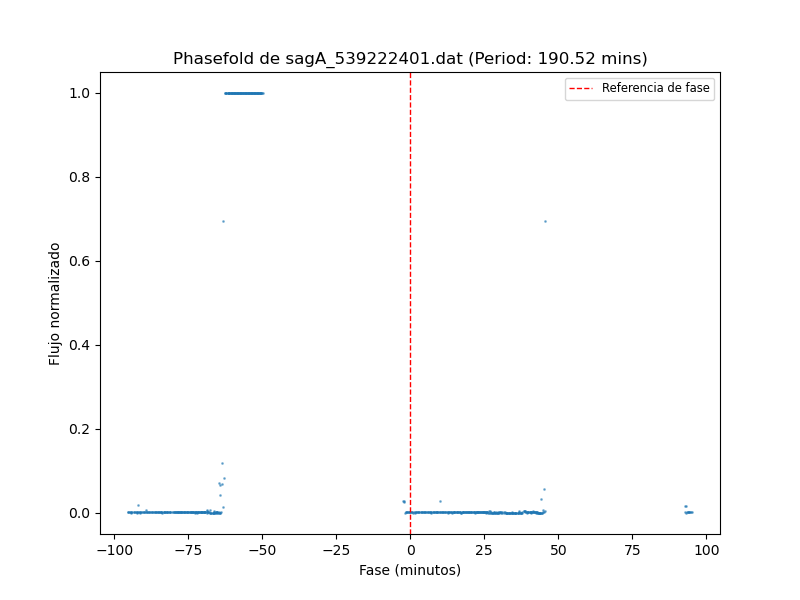 Phasefold de sagA_539222401.dat (Period: 190.52 mins)
Referencia de fase
Flujo normalizado
1.0
0.8
0.6
0.4
0.2
0.0
−100 −75 −50 −25 0 25 50 75 100
Fase (minutos)